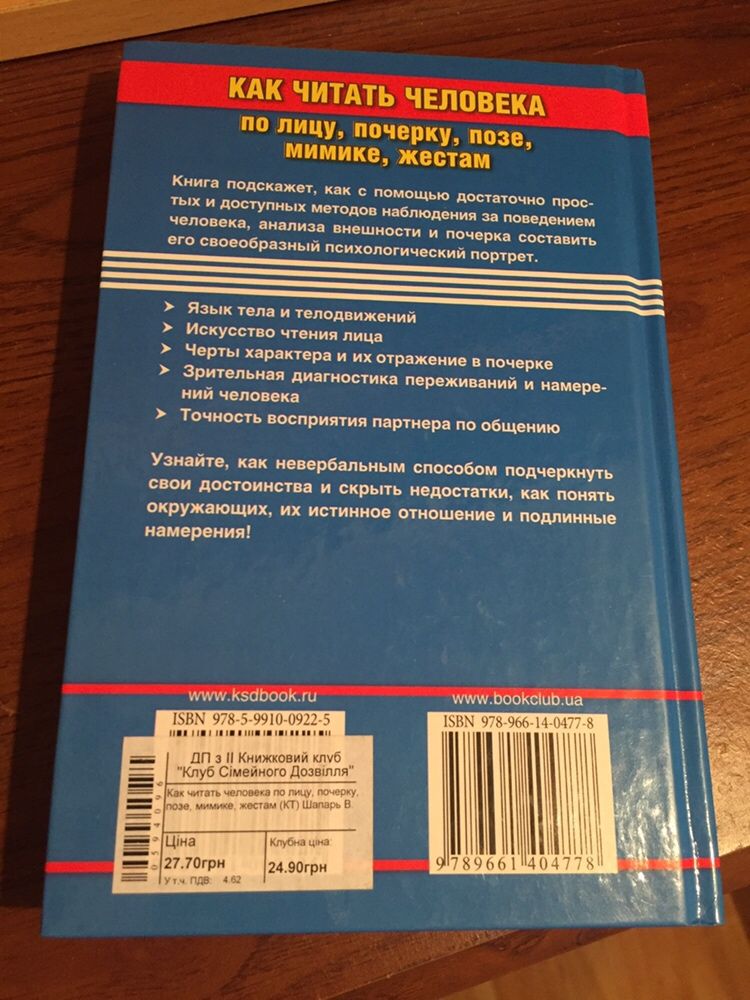 КАК ЧИТАТЬ ЧЕЛОВЕКА
по лицу, почерку, позе,
мимике, жестам
Книга подскажет, как с помощью достаточно прос-
тых и доступных методов наблюдения за поведением
человека, анализа внешности и почерка составить
его своеобразный психологический портрет.
➤ Язык тела и телодвижений
➤ Искусство чтения лица
➤ Черты характера и их отражение в почерке
➤ Зрительная диагностика переживаний и намере-
ний человека
➤ Точность восприятия партнера по общению
Узнайте, как невербальным способом подчеркнуть
свои достоинства и скрыть недостатки, как понять
окружающих, их истинное отношение и подлинные
намерения!
www.ksdbook.ru
www.bookclub.ua
ISBN 978-5-9910-0922-5
ISBN 978-966-14-0477-8
ДП з ІІ Книжковий клуб
"Клуб Сімейного Дозвілля"
Как читать человека по лицу, почерку,
позе, мимике, жестам (КТ) Шапарь В.
Ціна
27.70грн
У т.ч. ПДВ: 4.62
Клубна ціна:
24.90грн
0594096
9 789661 404778